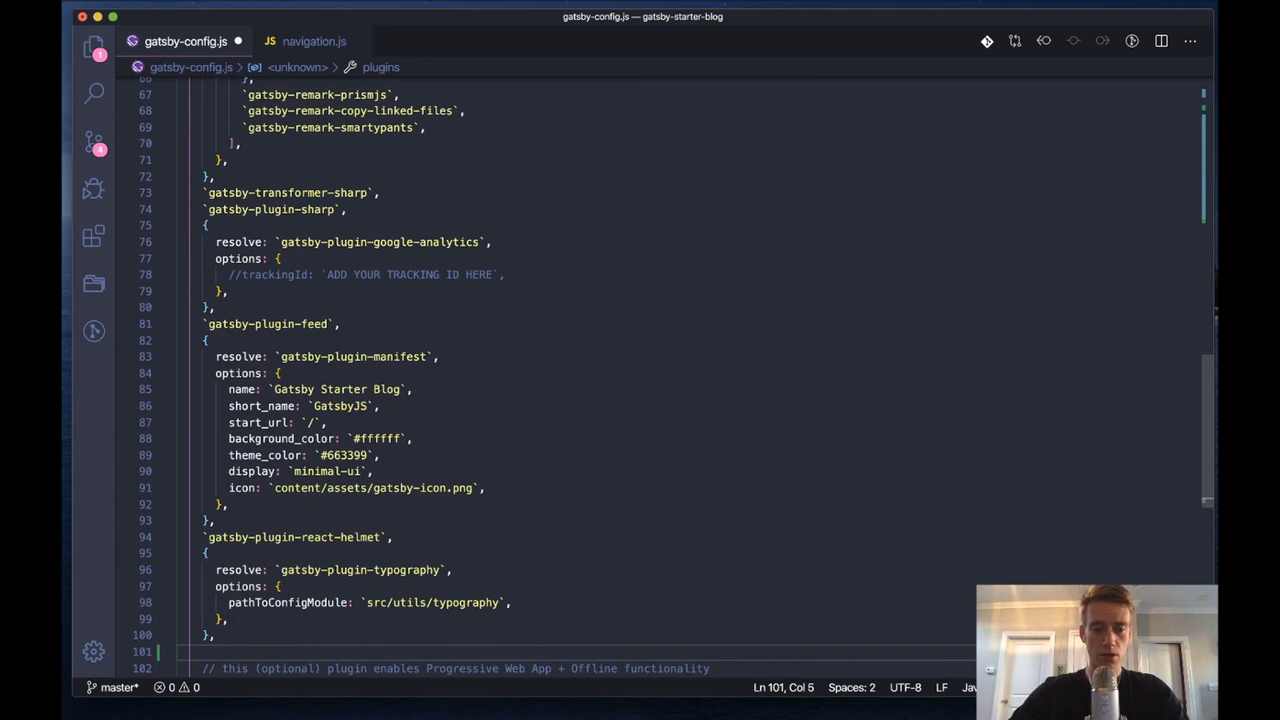 gatsby-config.js — gatsby-starter-blog
gatsby-config.js
JS navigation.js
gatsby-config.js > <unknown> > plugins
1
4
66 },
67 `gatsby-remark-prismjs`,
68 `gatsby-remark-copy-linked-files`,
69 `gatsby-remark-smartypants`,
70 ],
71 },
72 },
73 `gatsby-transformer-sharp`,
74 `gatsby-plugin-sharp`,
75 {
76 resolve: `gatsby-plugin-google-analytics`,
77 options: {
78 //trackingId: `ADD YOUR TRACKING ID HERE`,
79 },
80 },
81 `gatsby-plugin-feed`,
82 {
83 resolve: `gatsby-plugin-manifest`,
84 options: {
85 name: `Gatsby Starter Blog`,
86 short_name: `GatsbyJS`,
87 start_url: `/`,
88 background_color: `#ffffff`,
89 theme_color: `#663399`,
90 display: `minimal-ui`,
91 icon: `content/assets/gatsby-icon.png`,
92 },
93 },
94 `gatsby-plugin-react-helmet`,
95 {
96 resolve: `gatsby-plugin-typography`,
97 options: {
98 pathToConfigModule: `src/utils/typography`,
99 },
100 },
101
102 // this (optional) plugin enables Progressive Web App + Offline functionality
master* 0 0 Ln 101, Col 5 Spaces: 2 UTF-8 LF